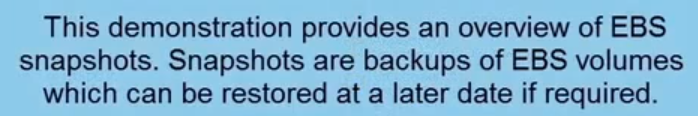 This demonstration provides an overview of EBS
snapshots. Snapshots are backups of EBS volumes
which can be restored at a later date if required.